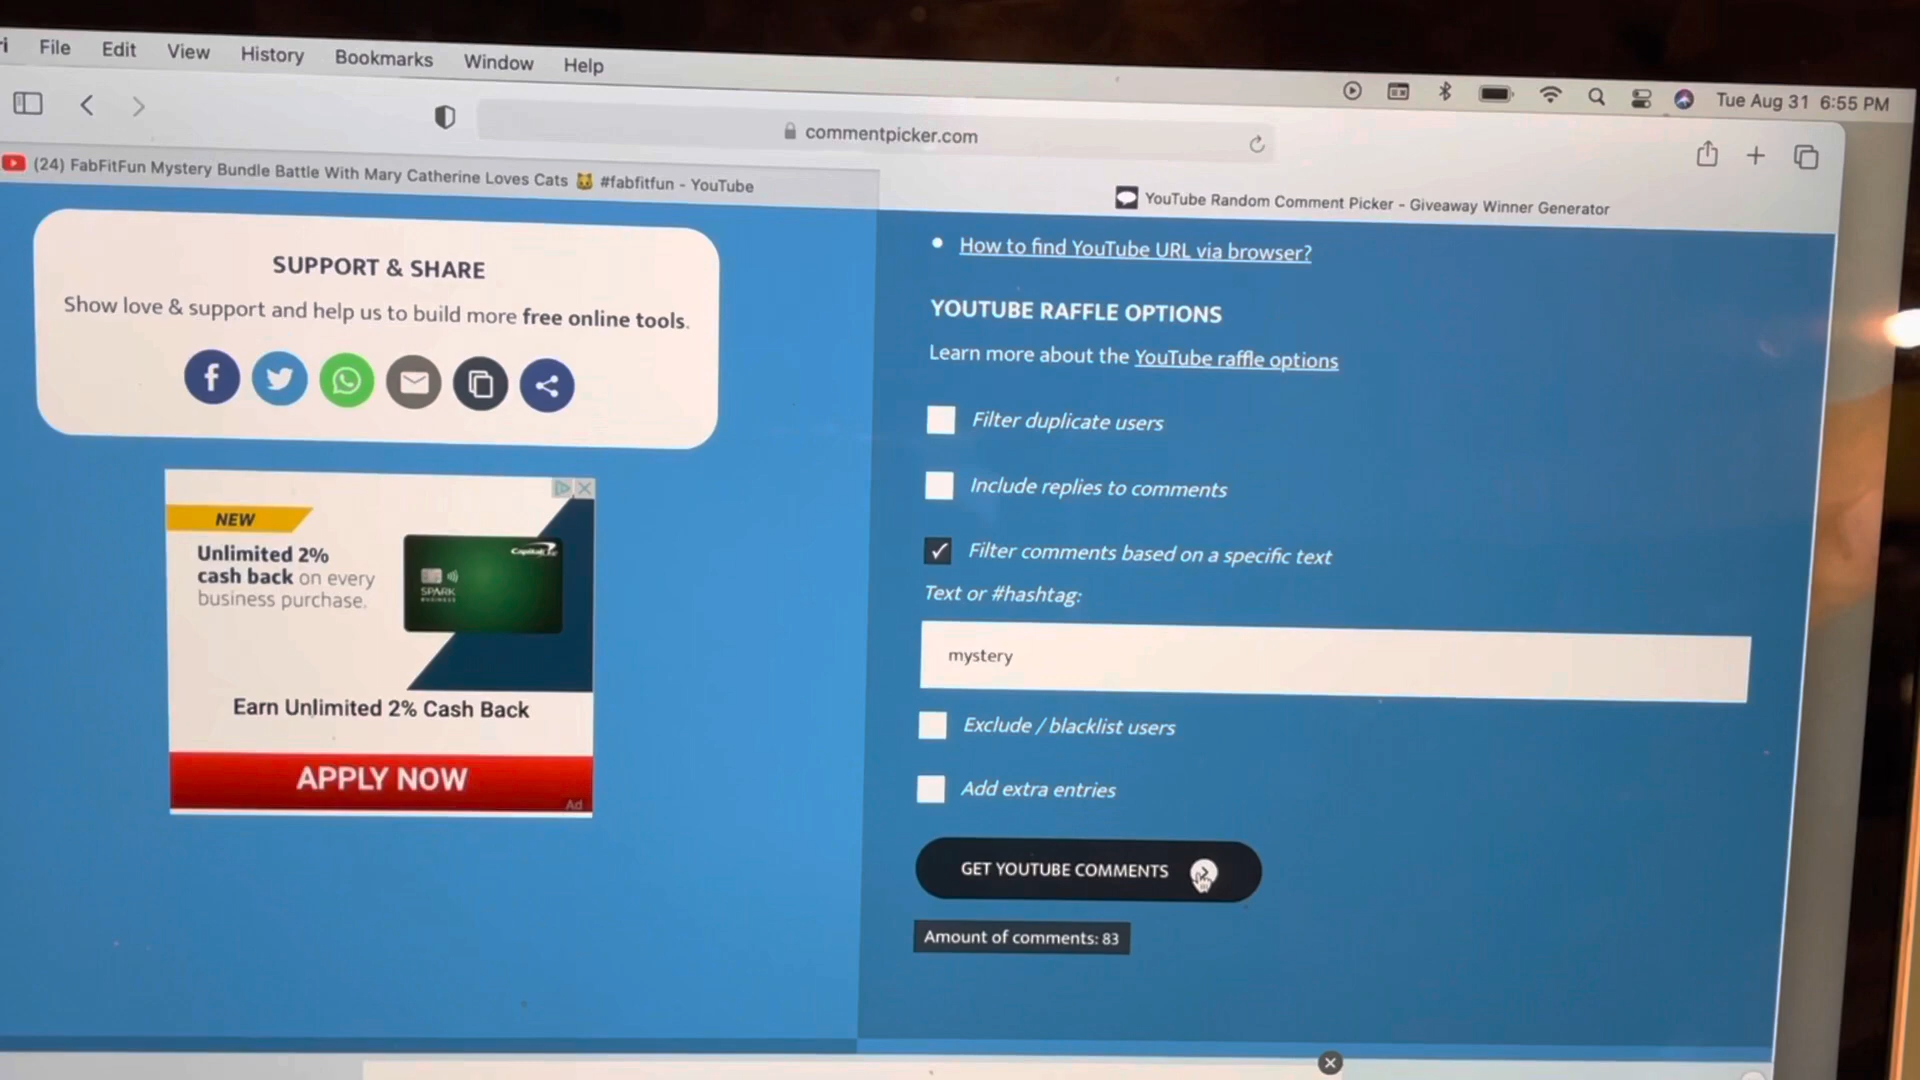 File Edit View History Bookmarks Window Help
Tue Aug 31 6:55 PM
commentpicker.com
(24) FabFitFun Mystery Bundle Battle With Mary Catherine Loves Cats 🐱 #fabfitfun - YouTube
YouTube Random Comment Picker - Giveaway Winner Generator
SUPPORT & SHARE
Show love & support and help us to build more free online tools.
NEW
Unlimited 2%
cash back on every
business purchase.
Capital One
SPARK
BUSINESS
Earn Unlimited 2% Cash Back
APPLY NOW
Ad
How to find YouTube URL via browser?
YOUTUBE RAFFLE OPTIONS
Learn more about the YouTube raffle options
Filter duplicate users
Include replies to comments
Filter comments based on a specific text
Text or #hashtag:
mystery
Exclude / blacklist users
Add extra entries
GET YOUTUBE COMMENTS
Amount of comments: 83